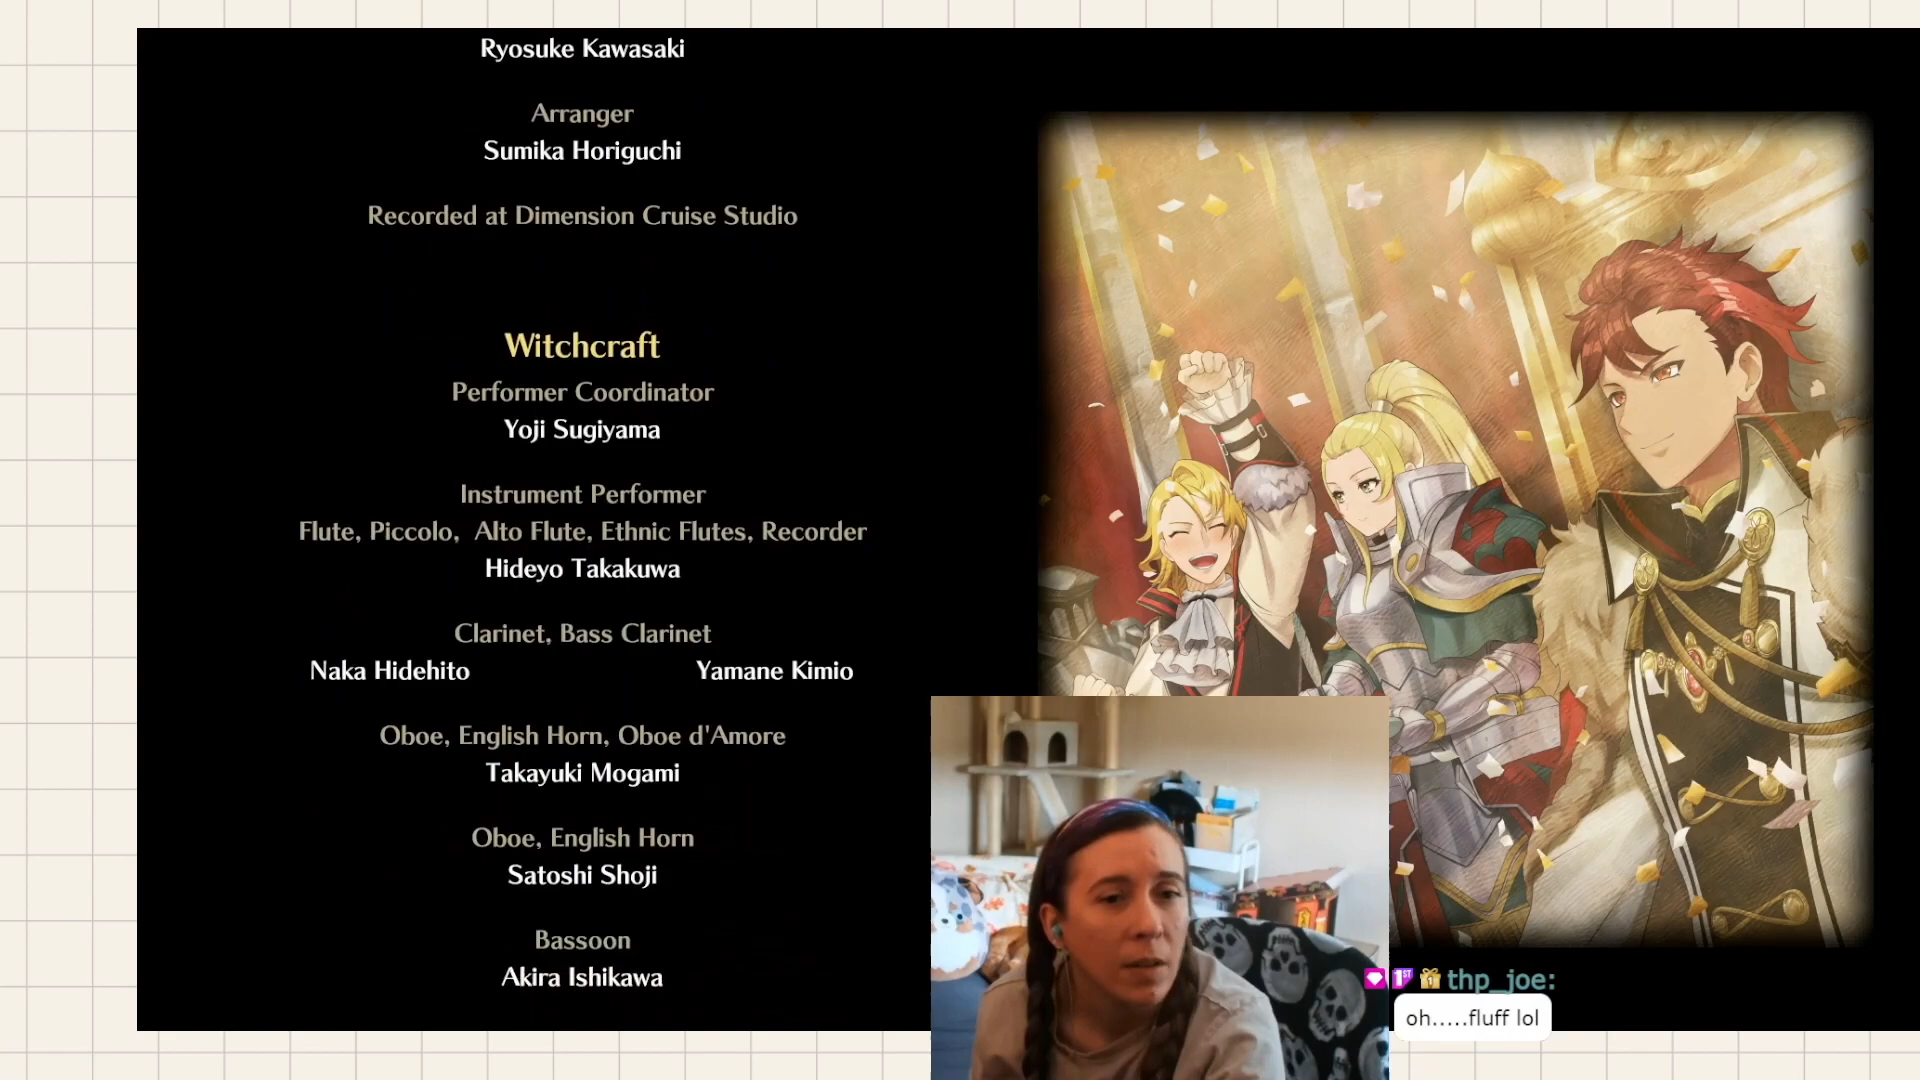 Ryosuke Kawasaki
Arranger
Sumika Horiguchi
Recorded at Dimension Cruise Studio
Witchcraft
Performer Coordinator
Yoji Sugiyama
Instrument Performer
Flute, Piccolo, Alto Flute, Ethnic Flutes, Recorder
Hideyo Takakuwa
Clarinet, Bass Clarinet
Naka Hidehito Yamane Kimio
Oboe, English Horn, Oboe d'Amore
Takayuki Mogami
Oboe, English Horn
Satoshi Shoji
Bassoon
Akira Ishikawa
1ST 1 thp_joe:
oh.....fluff lol